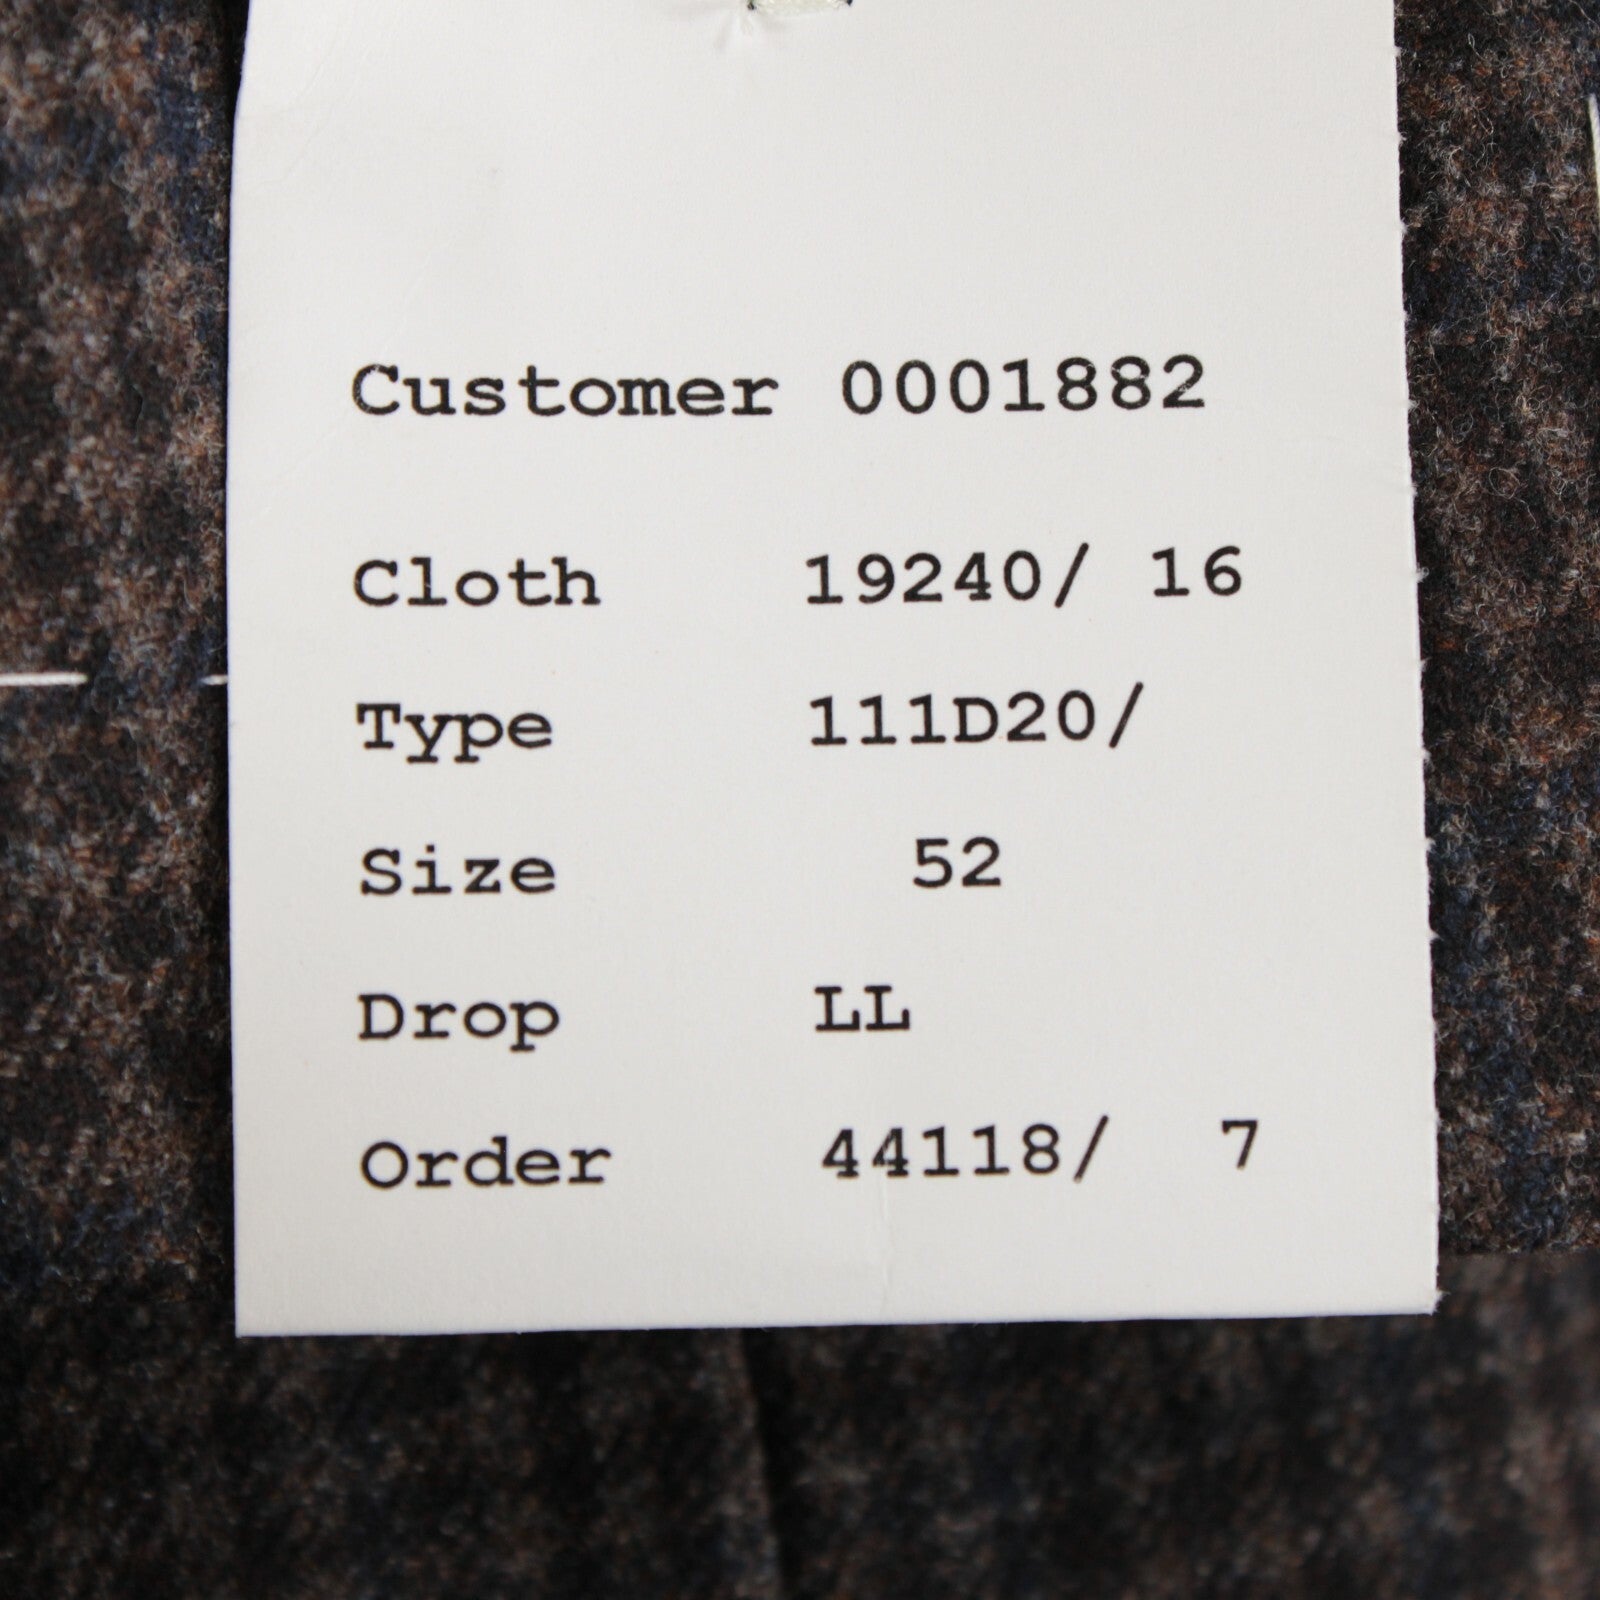 Customer 0001882
Cloth 19240/ 16
Type 111D20/
Size 52
Drop LL
Order 44118/ 7